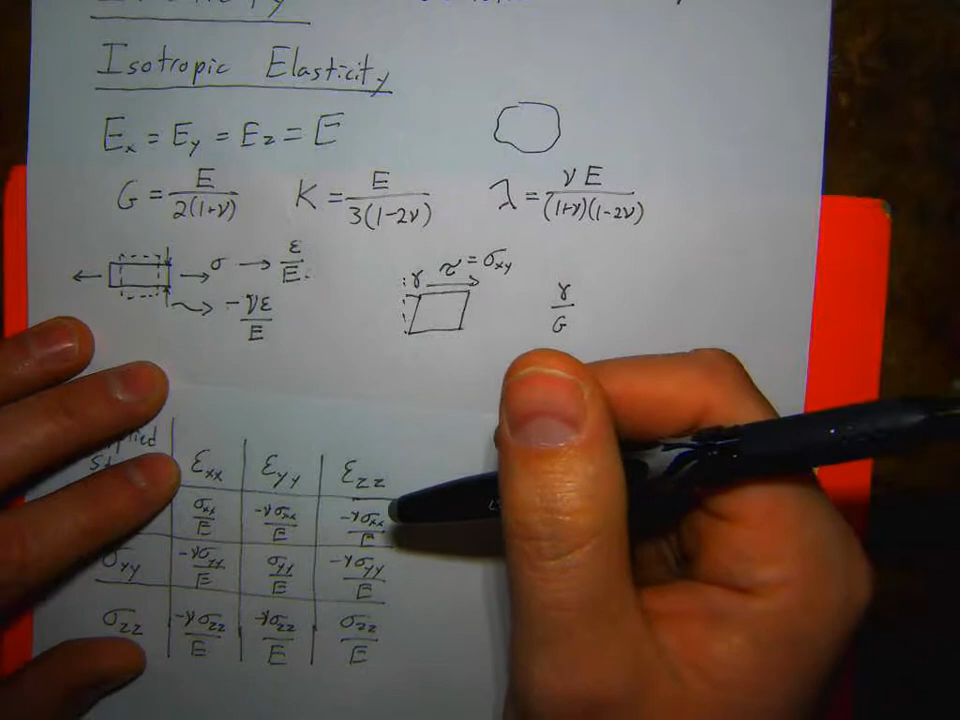 Isotropic Elasticity
Ex = Ey = Ez = E
G = E / 2(1+ν)   K = E / 3(1-2ν)   λ = νE / (1+ν)(1-2ν)
σ → ε / E
-νε / E
γ τ = σxy
γ / G
εxx εyy εzz
σxx / E   -νσxx / E   -νσxx / E
σyy   -νσyy / E   σyy / E   -νσyy / E
σzz   -νσzz / E   -νσzz / E   σzz / E